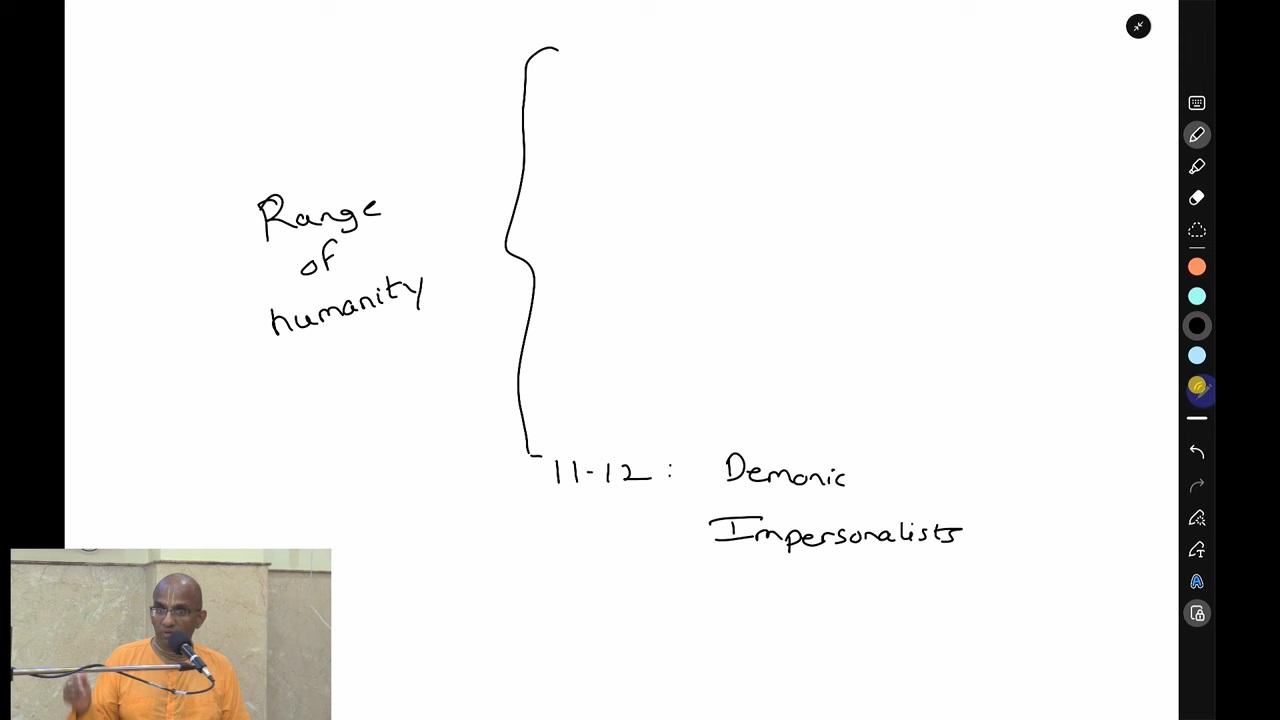 Range
of
humanity
11-12 : Demonic
Impersonalists